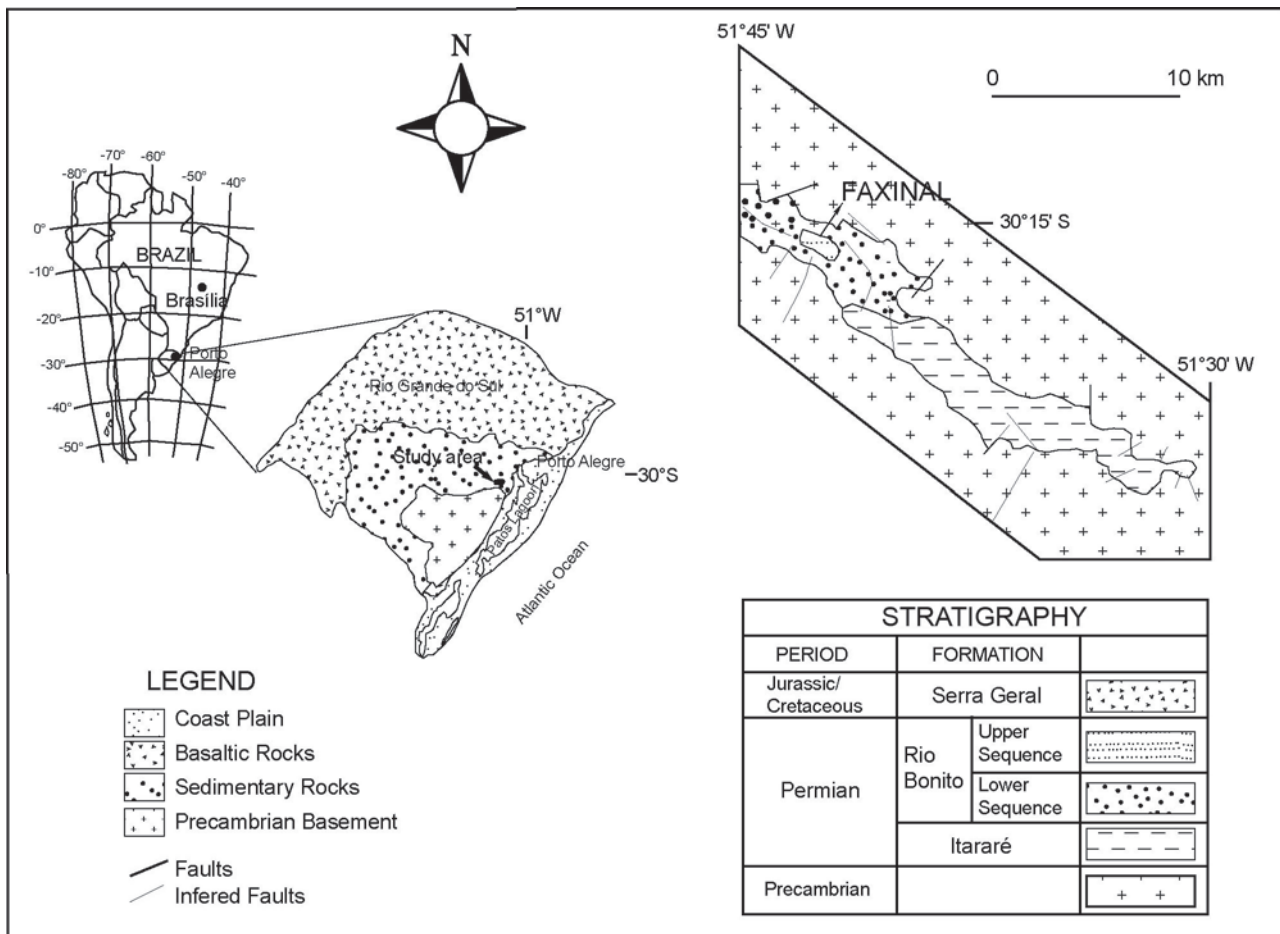 N
-80°
-70°
-60°
-50°
-40°
0°
-10°
-20°
-30°
-40°
-50°
BRAZIL
Brasília
Porto
Alegre
51°W
Rio Grande do Sul
Study area
Porto Alegre
30°S
Patos Lagoon
Atlantic Ocean
51°45' W
0 10 km
FAXINAL
30°15' S
51°30' W
LEGEND
Coast Plain
Basaltic Rocks
Sedimentary Rocks
Precambrian Basement
Faults
Infered Faults
STRATIGRAPHY
PERIOD FORMATION
Jurassic/
Cretaceous
Serra Geral
Permian
Rio
Bonito
Upper
Sequence
Lower
Sequence
Itararé
Precambrian